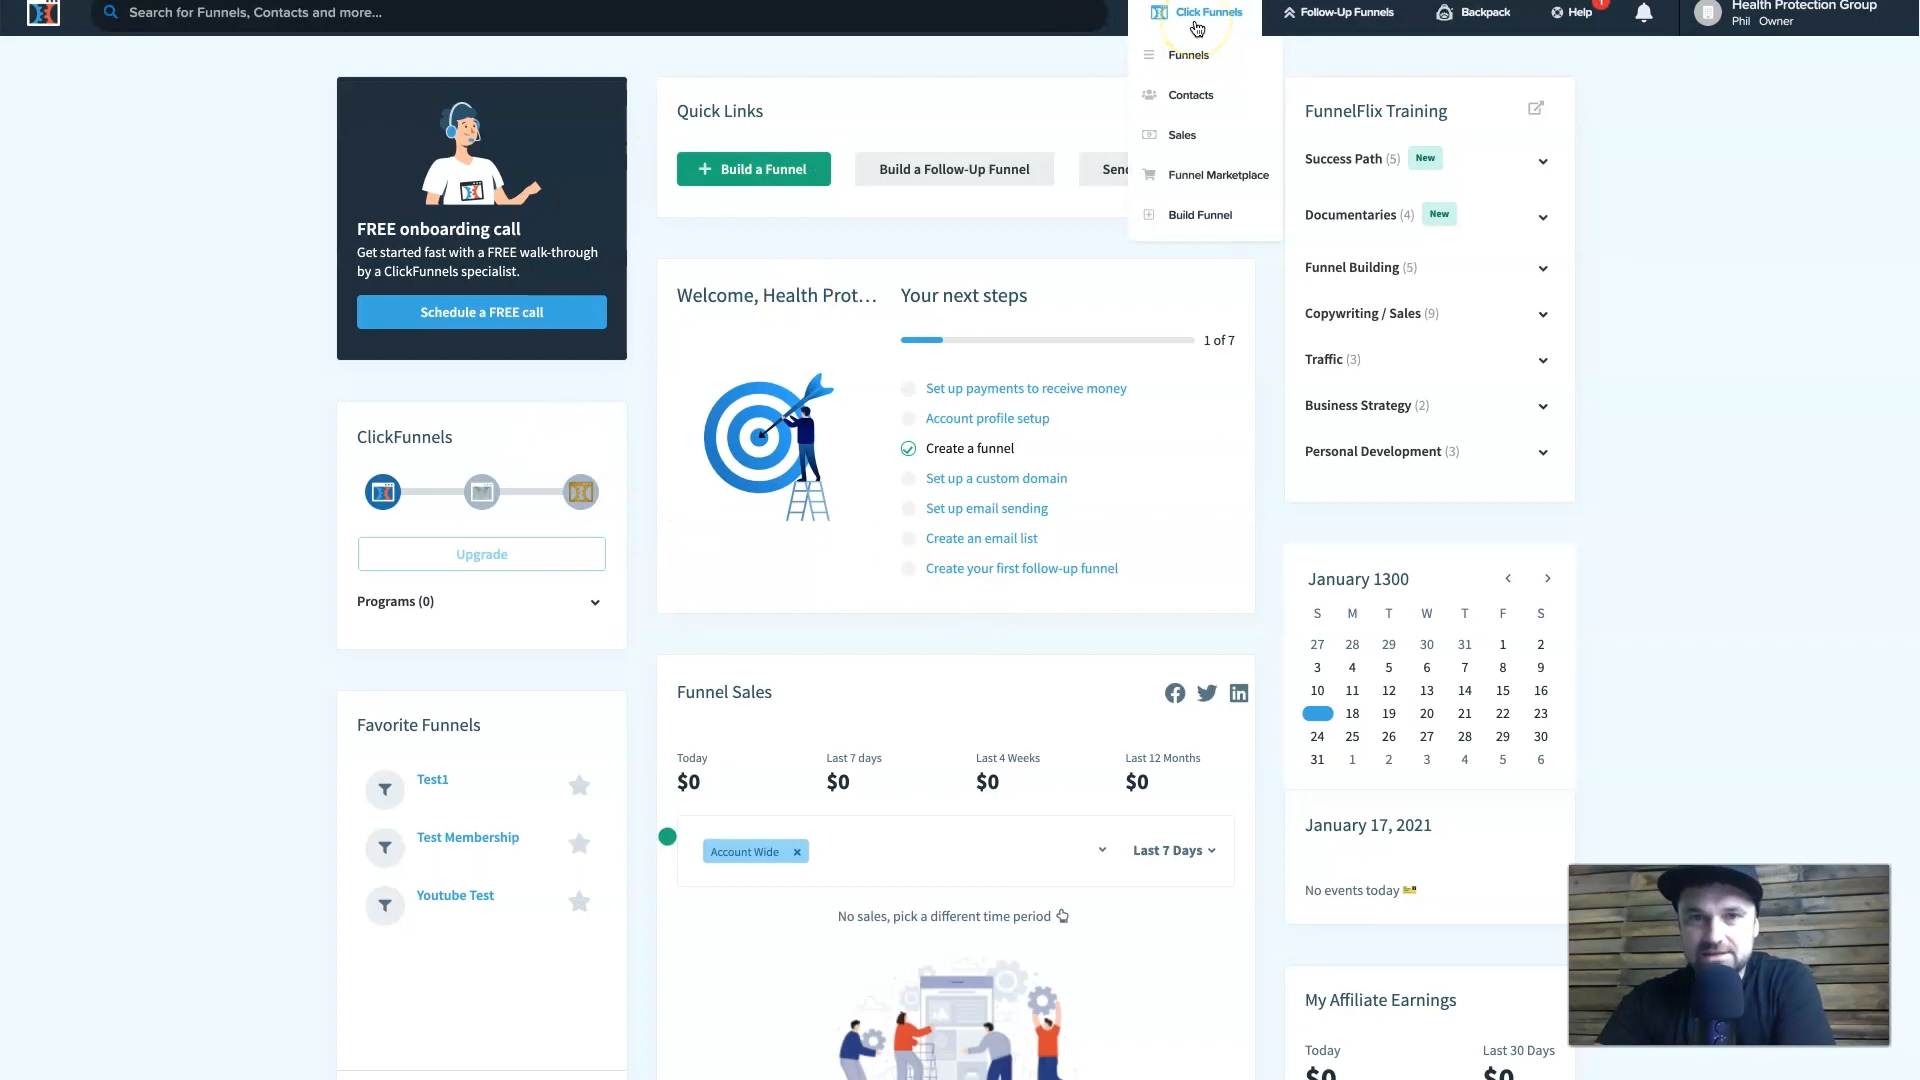 Search for Funnels, Contacts and more...
Click Funnels
Follow-Up Funnels
Backpack
Help
1
Health Protection Group
Phil Owner
Funnels
Contacts
Sales
Funnel Marketplace
Build Funnel
FREE onboarding call
Get started fast with a FREE walk-through
by a ClickFunnels specialist.
Schedule a FREE call
ClickFunnels
Upgrade
Programs (0)
Favorite Funnels
Test1
Test Membership
Youtube Test
Quick Links
+ Build a Funnel
Build a Follow-Up Funnel
Sen
Welcome, Health Prot...
Your next steps
1 of 7
Set up payments to receive money
Account profile setup
Create a funnel
Set up a custom domain
Set up email sending
Create an email list
Create your first follow-up funnel
Funnel Sales
Today
Last 7 days
Last 4 Weeks
Last 12 Months
$0
$0
$0
$0
Account Wide ×
Last 7 Days
No sales, pick a different time period
FunnelFlix Training
Success Path (5) New
Documentaries (4) New
Funnel Building (5)
Copywriting / Sales (9)
Traffic (3)
Business Strategy (2)
Personal Development (3)
January 1300
S M T W T F S
27 28 29 30 31 1 2
3 4 5 6 7 8 9
10 11 12 13 14 15 16
18 19 20 21 22 23
24 25 26 27 28 29 30
31 1 2 3 4 5 6
January 17, 2021
No events today
My Affiliate Earnings
Today
Last 30 Days
$0
$0